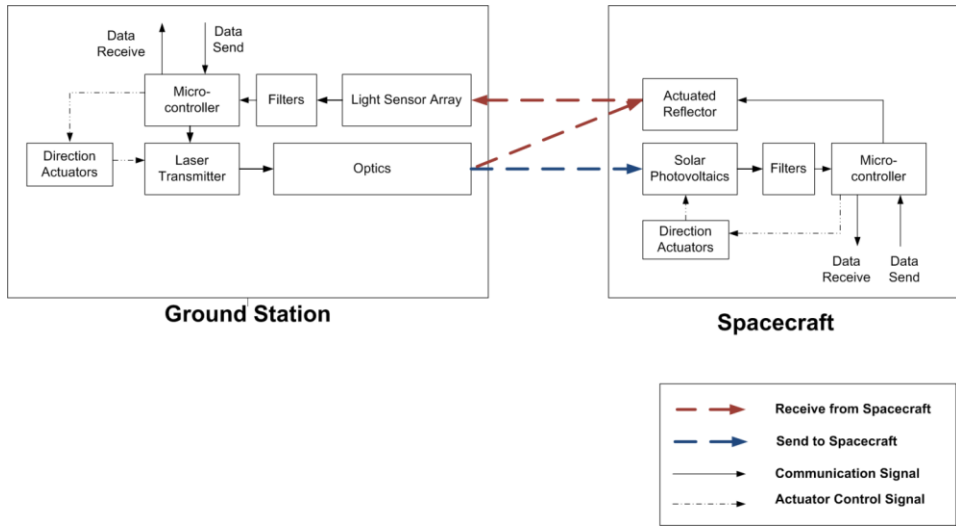 Data
Receive
Data
Send
Micro-
controller
Filters
Light Sensor Array
Direction
Actuators
Laser
Transmitter
Optics
Ground Station
Actuated
Reflector
Solar
Photovoltaics
Filters
Micro-
controller
Direction
Actuators
Data
Receive
Data
Send
Spacecraft
Receive from Spacecraft
Send to Spacecraft
Communication Signal
Actuator Control Signal